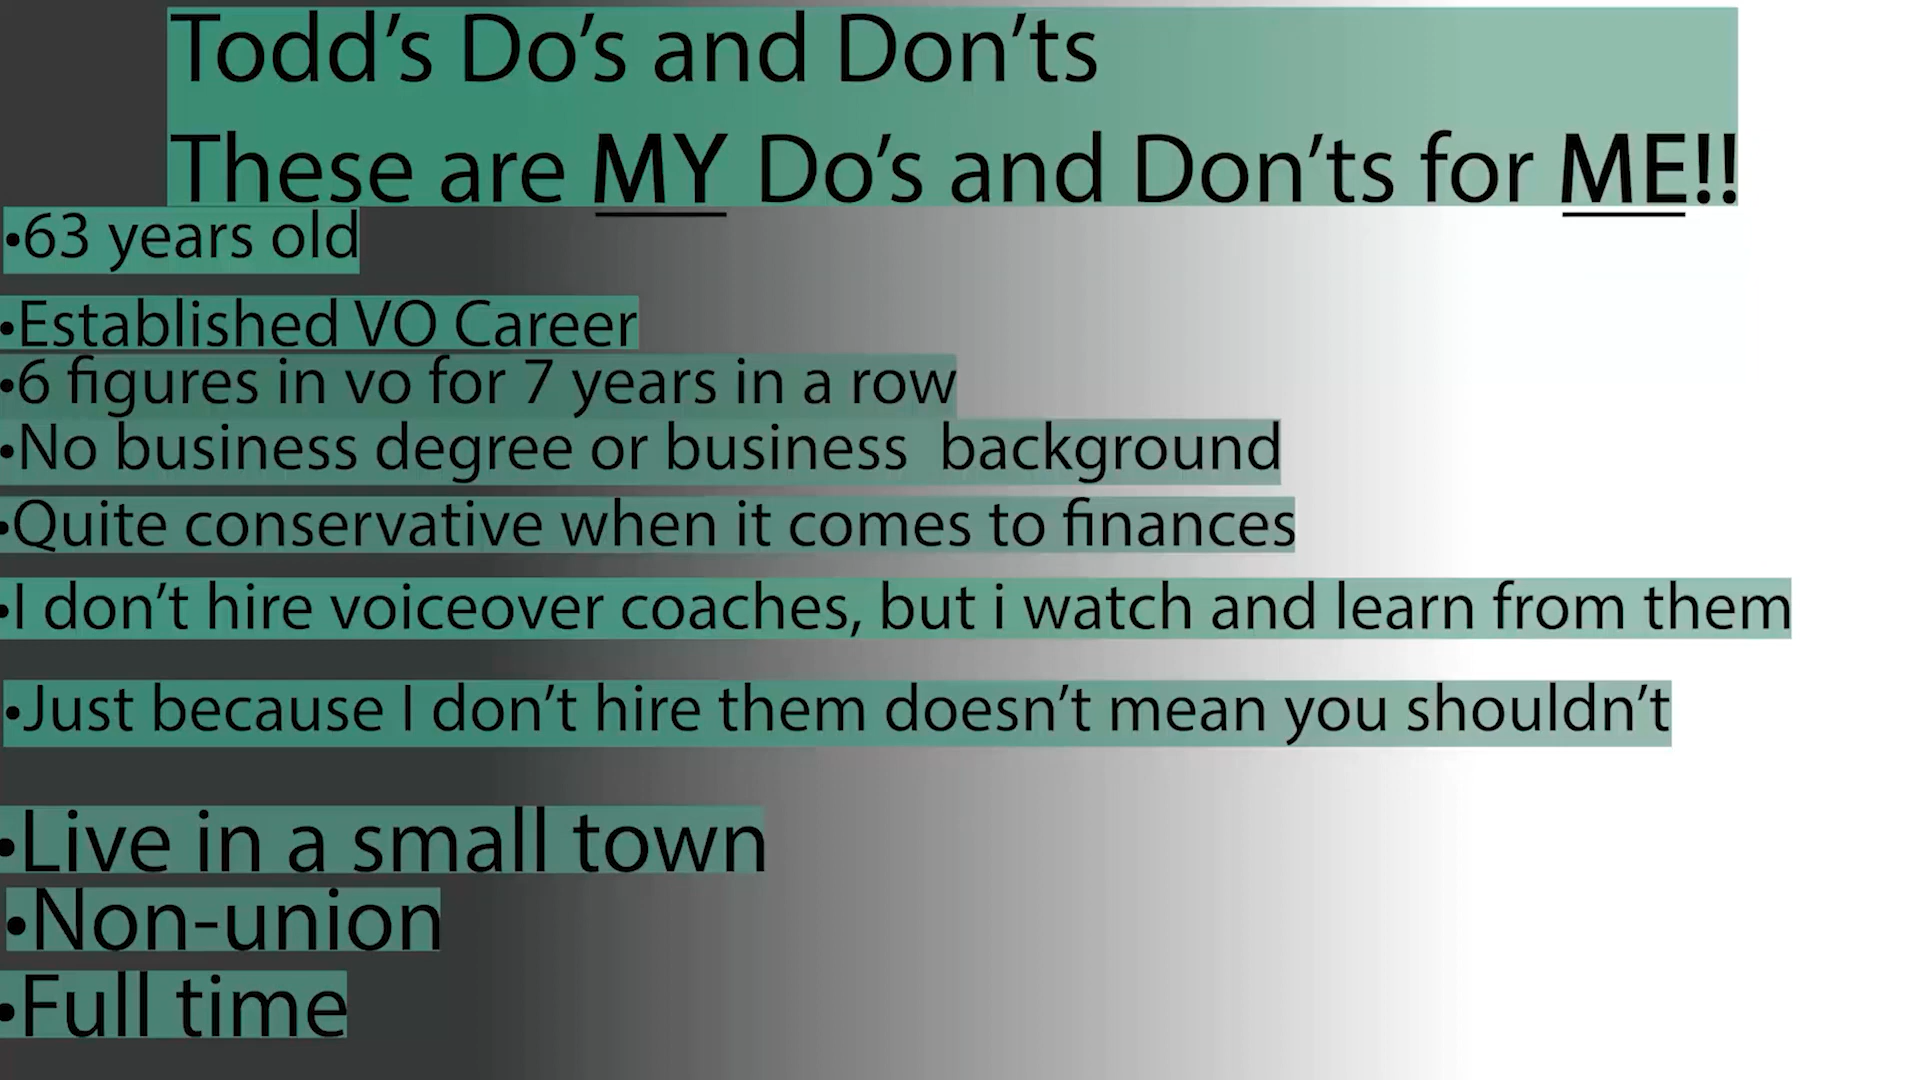 Todd’s Do’s and Don’ts
These are MY Do’s and Don’ts for ME!!
•63 years old
•Established VO Career
•6 figures in vo for 7 years in a row
•No business degree or business  background
•Quite conservative when it comes to finances
•I don’t hire voiceover coaches, but i watch and learn from them
•Just because I don’t hire them doesn’t mean you shouldn’t
•Live in a small town
•Non-union
•Full time